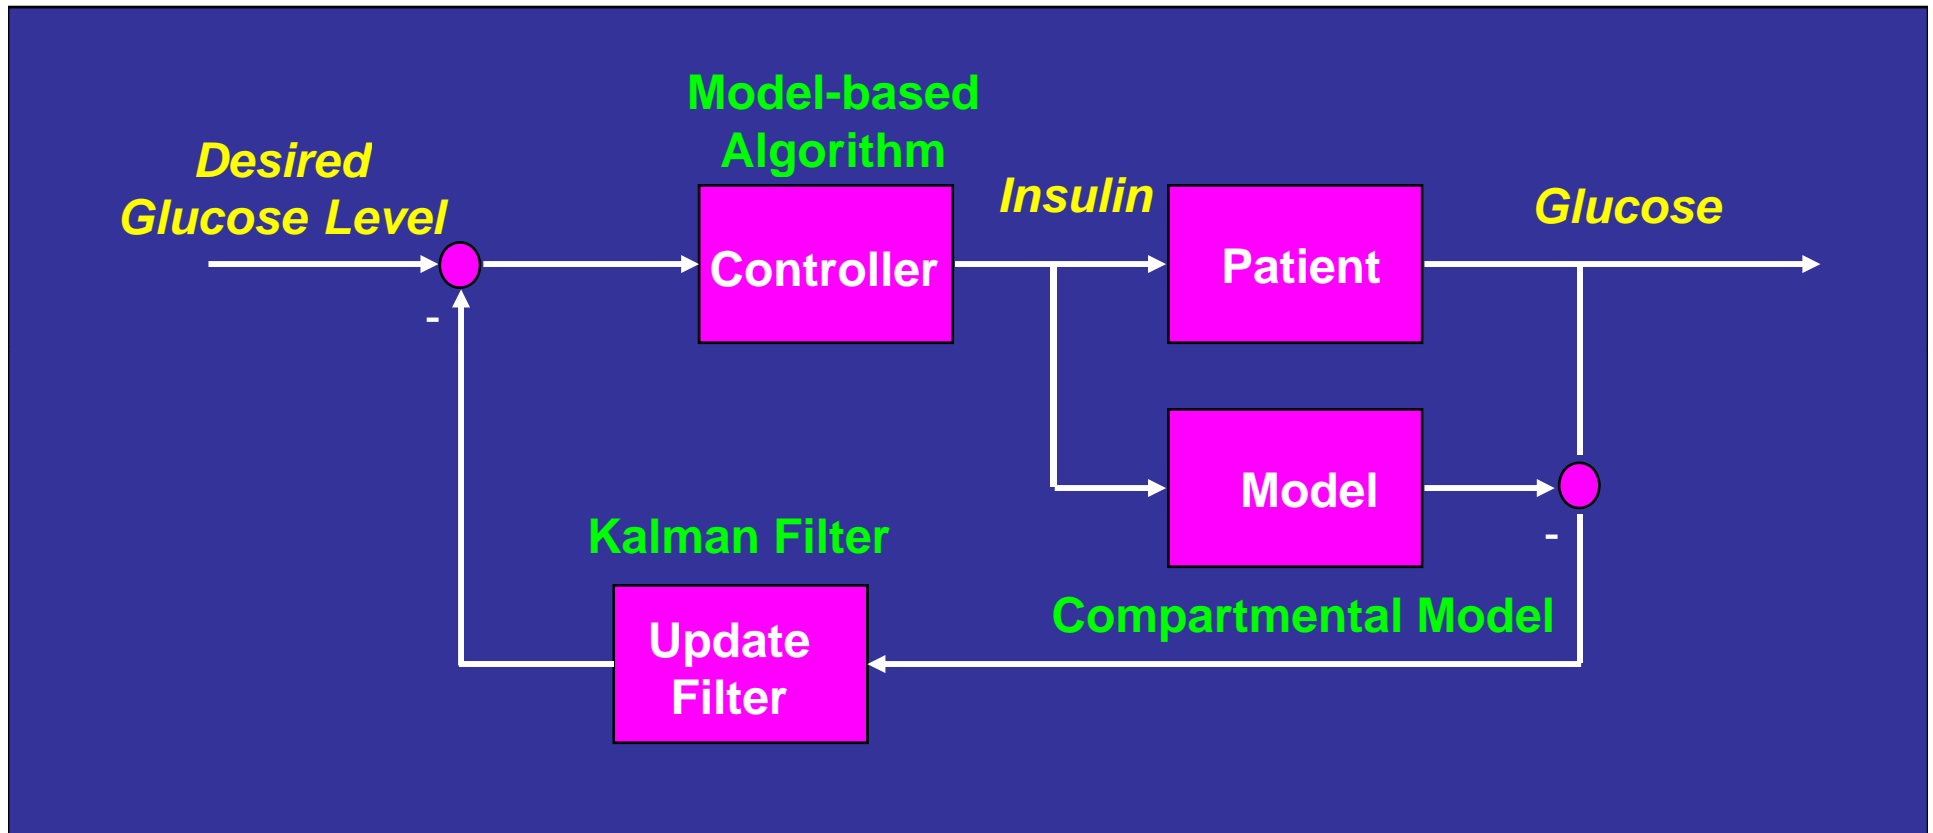 Model-based
Algorithm
Desired
Glucose Level
Insulin
Glucose
Controller
Patient
-
Model
-
Kalman Filter
Compartmental Model
Update
Filter